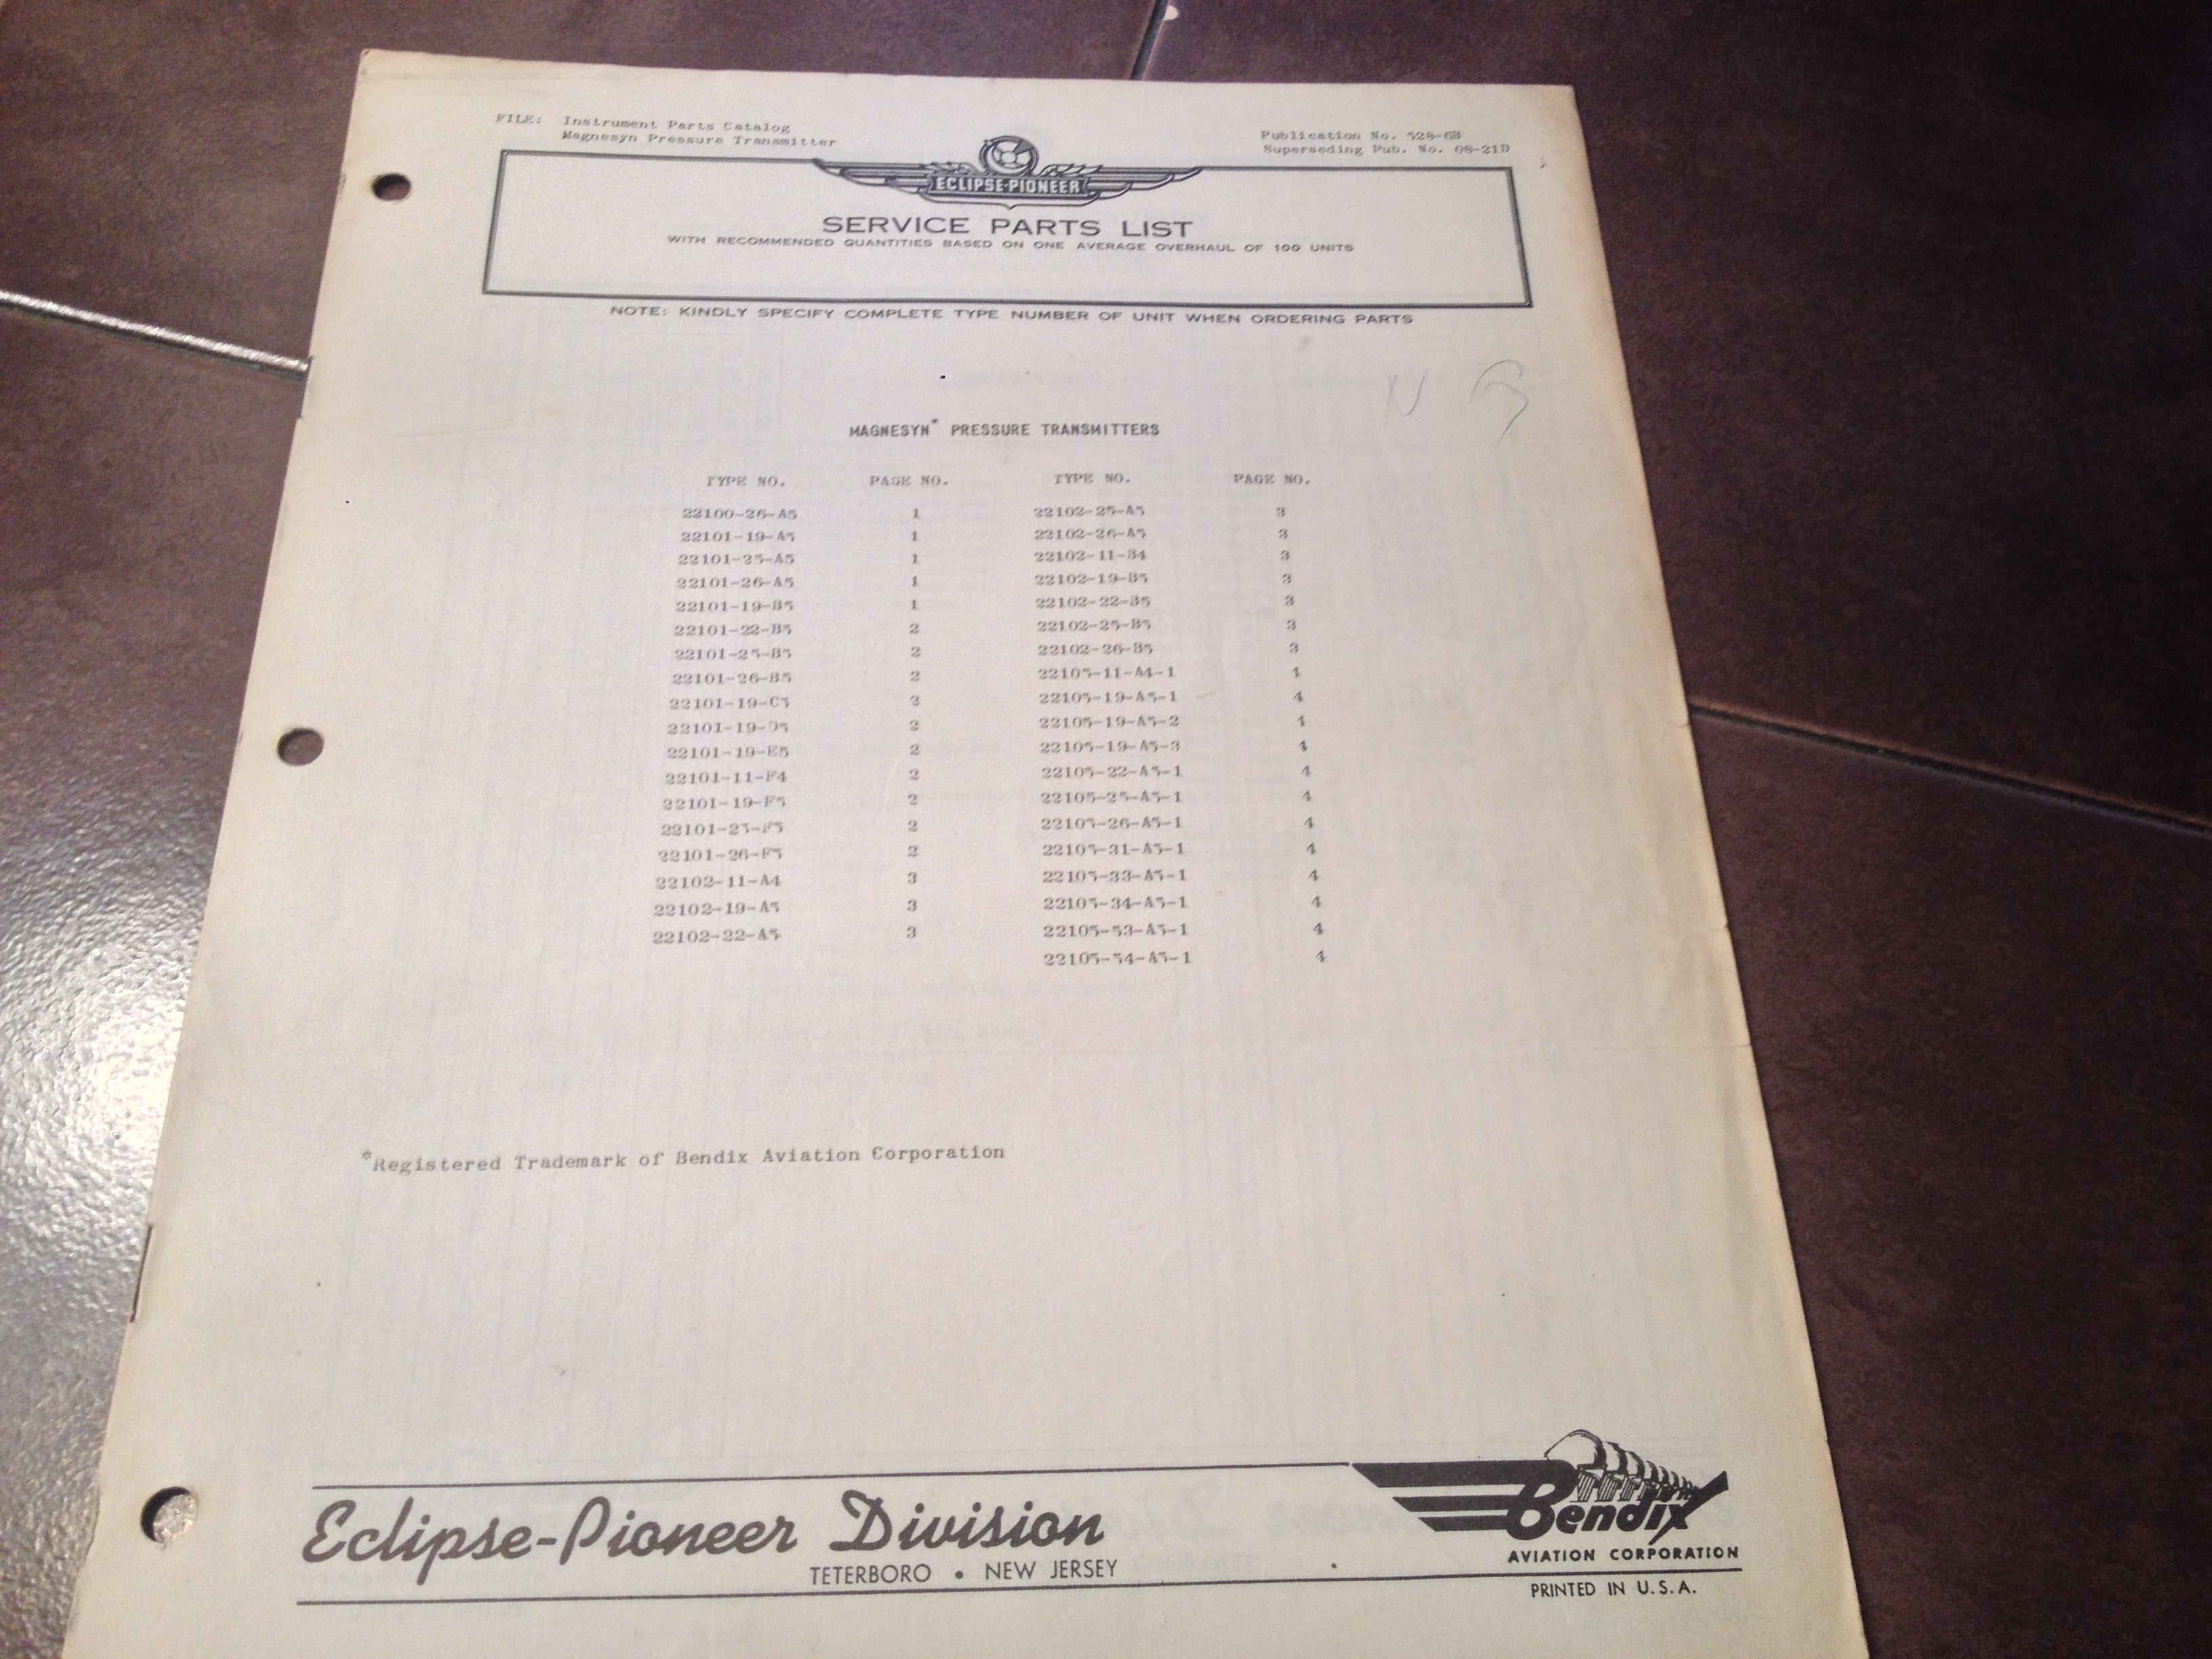 FILE: Instrument Parts Catalog
Magnesyn Pressure Transmitter
Publication No. 528-6B
Superseding Pub. No. 08-21D
ECLIPSE-PIONEER
SERVICE PARTS LIST
WITH RECOMMENDED QUANTITIES BASED ON ONE AVERAGE OVERHAUL OF 100 UNITS
NOTE: KINDLY SPECIFY COMPLETE TYPE NUMBER OF UNIT WHEN ORDERING PARTS
MAGNESYN* PRESSURE TRANSMITTERS
TYPE NO. PAGE NO. TYPE NO. PAGE NO.
22100-26-A5 1 22102-25-A5 3
22101-19-A5 1 22102-26-A5 3
22101-25-A5 1 22102-11-B4 3
22101-26-A5 1 22102-19-B5 3
22101-19-B5 1 22102-22-B5 3
22101-22-B5 2 22102-25-B5 3
22101-25-B5 2 22102-26-B5 3
22101-26-B5 2 22105-11-A4-1 4
22101-19-C5 2 22105-19-A5-1 4
22101-19-D5 2 22105-19-A5-2 4
22101-19-E5 2 22105-19-A5-3 4
22101-11-F4 2 22105-22-A5-1 4
22101-19-F5 2 22105-25-A5-1 4
22101-25-F5 2 22105-26-A5-1 4
22101-26-F5 2 22105-31-A5-1 4
22102-11-A4 3 22105-33-A5-1 4
22102-19-A5 3 22105-34-A5-1 4
22102-22-A5 3 22105-53-A5-1 4
22105-54-A5-1 4
*Registered Trademark of Bendix Aviation Corporation
Eclipse-Pioneer Division
TETERBORO • NEW JERSEY
Bendix
AVIATION CORPORATION
PRINTED IN U.S.A.